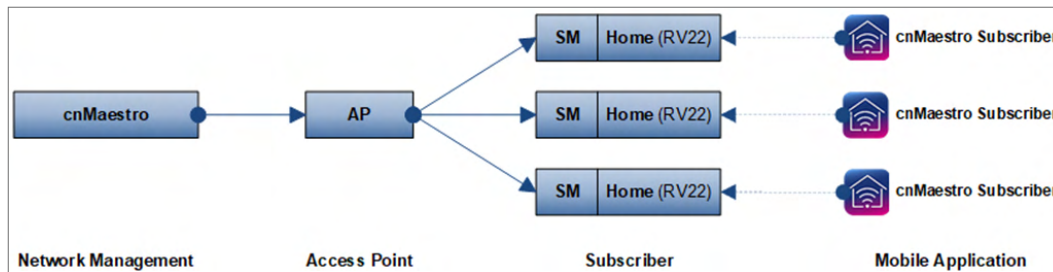 SM Home (RV22) cnMaestro Subscriber
cnMaestro AP SM Home (RV22) cnMaestro Subscriber
SM Home (RV22) cnMaestro Subscriber
Network Management Access Point Subscriber Mobile Application